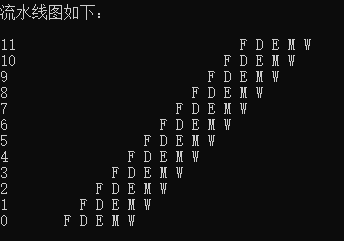 流水线图如下：
11 F D E M W
10 F D E M W
9 F D E M W
8 F D E M W
7 F D E M W
6 F D E M W
5 F D E M W
4 F D E M W
3 F D E M W
2 F D E M W
1 F D E M W
0 F D E M W